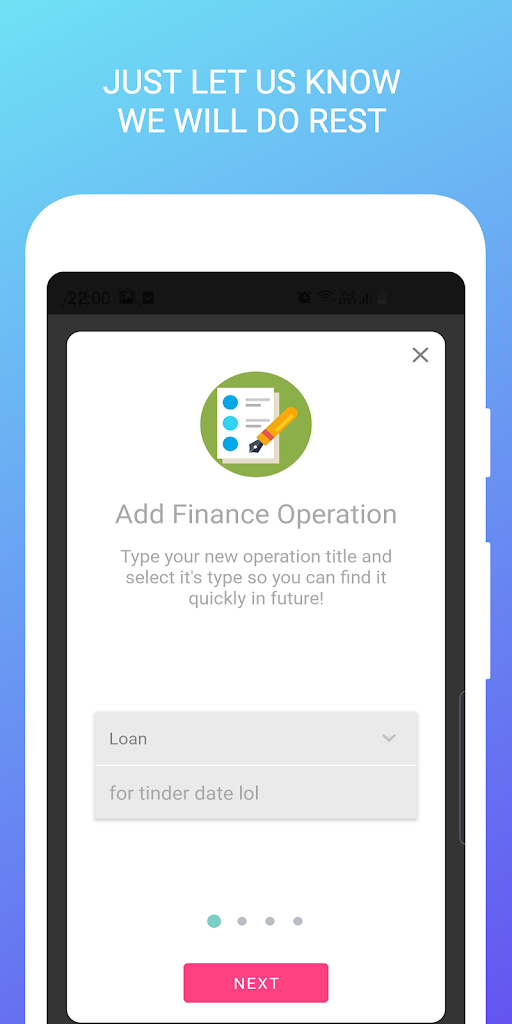 JUST LET US KNOW
WE WILL DO REST
22:00
Add Finance Operation
Type your new operation title and
select it's type so you can find it
quickly in future!
Loan
for tinder date lol
NEXT